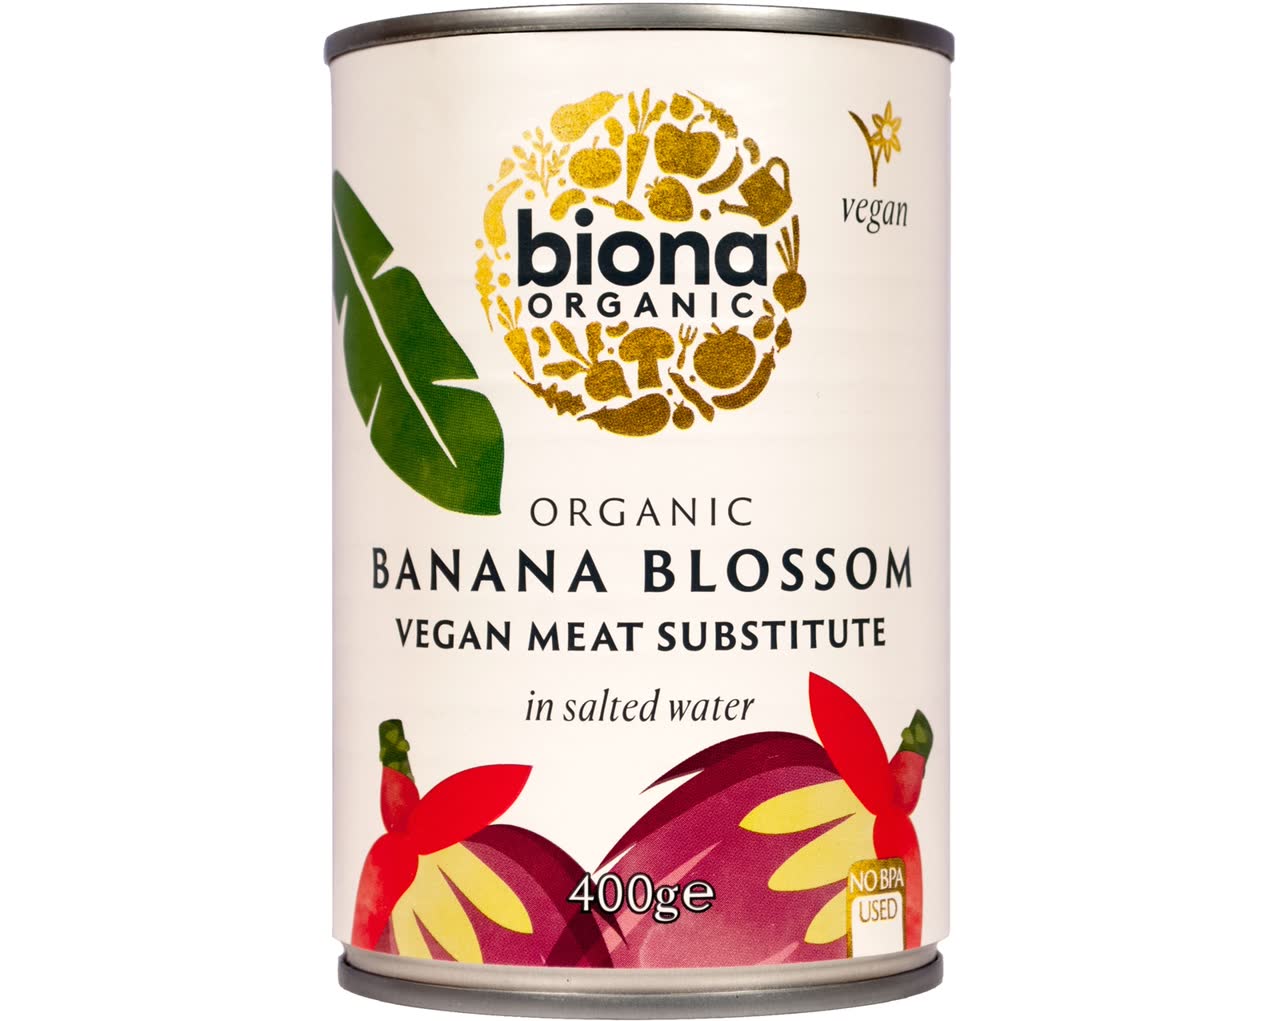 biona
ORGANIC
vegan
ORGANIC
BANANA BLOSSOM
VEGAN MEAT SUBSTITUTE
in salted water
400g℮
NO BPA
USED